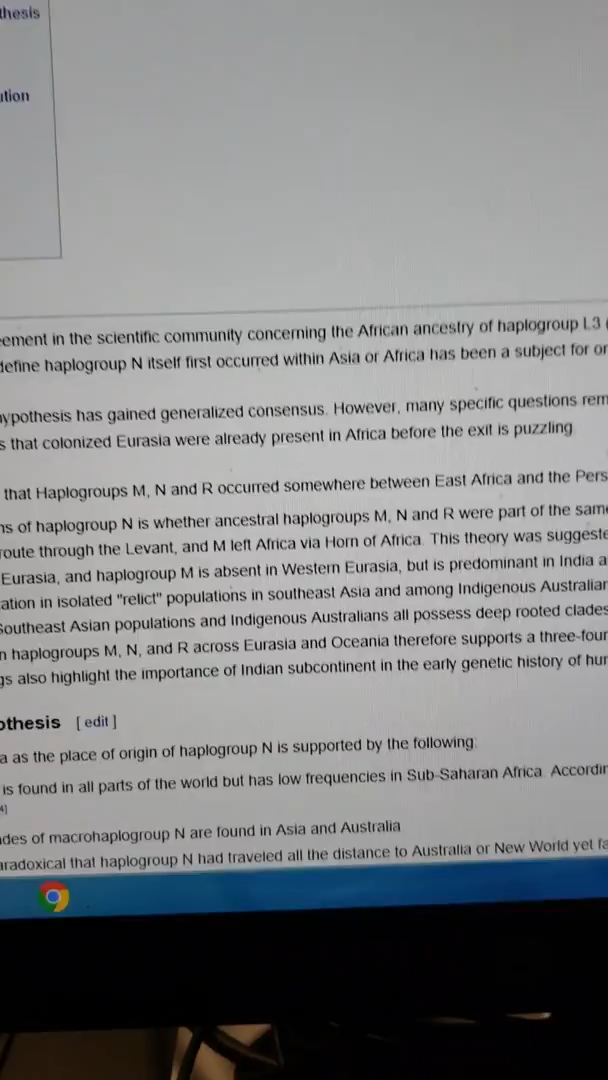 thesis
ution
ement in the scientific community concerning the African ancestry of haplogroup L3 (
define haplogroup N itself first occurred within Asia or Africa has been a subject for or
hypothesis has gained generalized consensus. However, many specific questions rem
s that colonized Eurasia were already present in Africa before the exit is puzzling
that Haplogroups M, N and R occurred somewhere between East Africa and the Pers
ns of haplogroup N is whether ancestral haplogroups M, N and R were part of the same
route through the Levant, and M left Africa via Horn of Africa. This theory was suggeste
Eurasia, and haplogroup M is absent in Western Eurasia, but is predominant in India a
ation in isolated "relict" populations in southeast Asia and among Indigenous Australian
Southeast Asian populations and Indigenous Australians all possess deep rooted clades
n haplogroups M, N, and R across Eurasia and Oceania therefore supports a three-four
gs also highlight the importance of Indian subcontinent in the early genetic history of hum
othesis [ edit ]
a as the place of origin of haplogroup N is supported by the following:
is found in all parts of the world but has low frequencies in Sub-Saharan Africa. Accordin
4]
ades of macrohaplogroup N are found in Asia and Australia
aradoxical that haplogroup N had traveled all the distance to Australia or New World yet fa